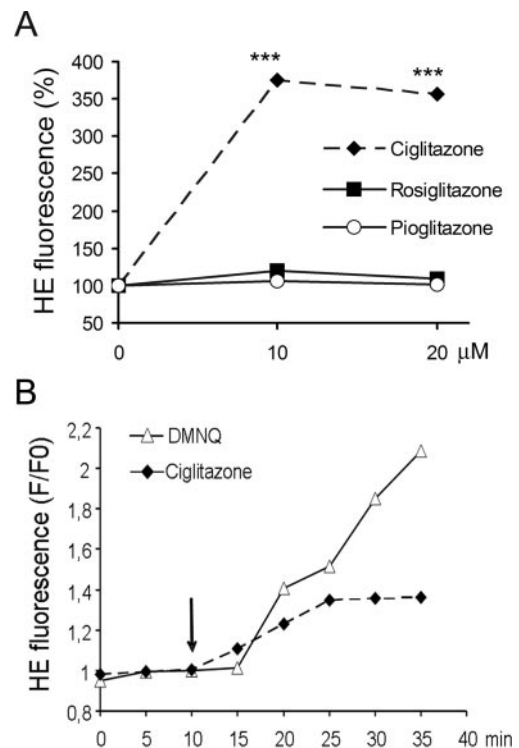 A
HE fluorescence (%)
400
350
300
250
200
150
100
50
***
***
Ciglitazone
Rosiglitazone
Pioglitazone
0
10
20
µM
B
HE fluorescence (F/F0)
2,2
2
1,8
1,6
1,4
1,2
1
0,8
DMNQ
Ciglitazone
0 5 10 15 20 25 30 35 40 min